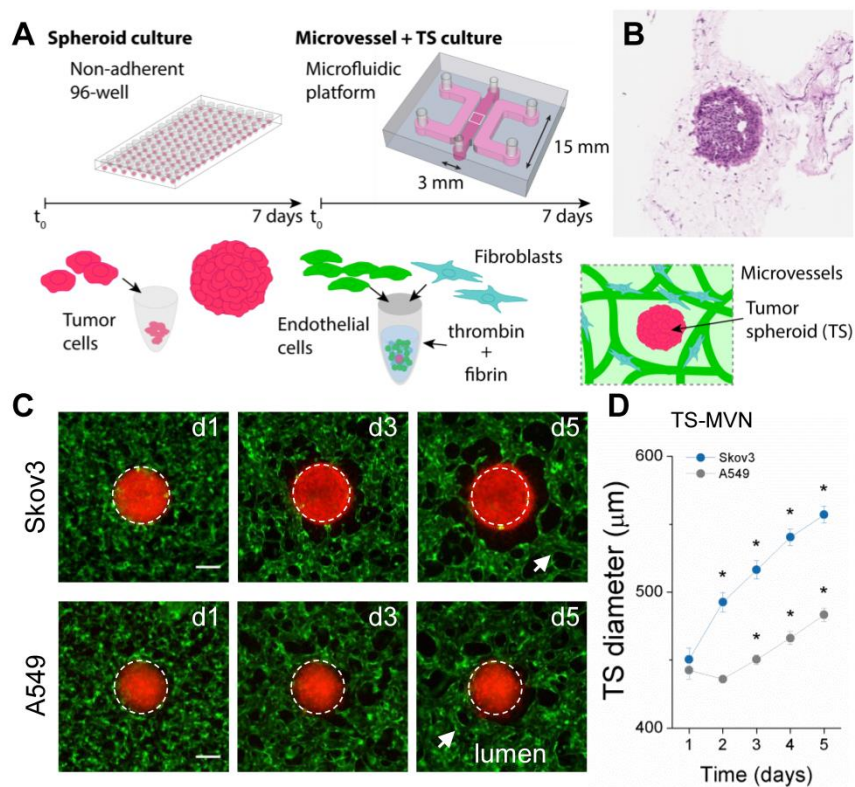 A
Spheroid culture
Non-adherent
96-well
t0
7 days
Tumor
cells
Microvessel + TS culture
Microfluidic
platform
15 mm
3 mm
t0
7 days
Endothelial
cells
Fibroblasts
thrombin
+
fibrin
B
Microvessels
Tumor
spheroid (TS)
C
Skov3
d1
d3
d5
A549
d1
d3
d5
lumen
D
TS-MVN
Skov3
A549
* * * *
* * *
TS diameter (μm)
600
500
400
1 2 3 4 5
Time (days)